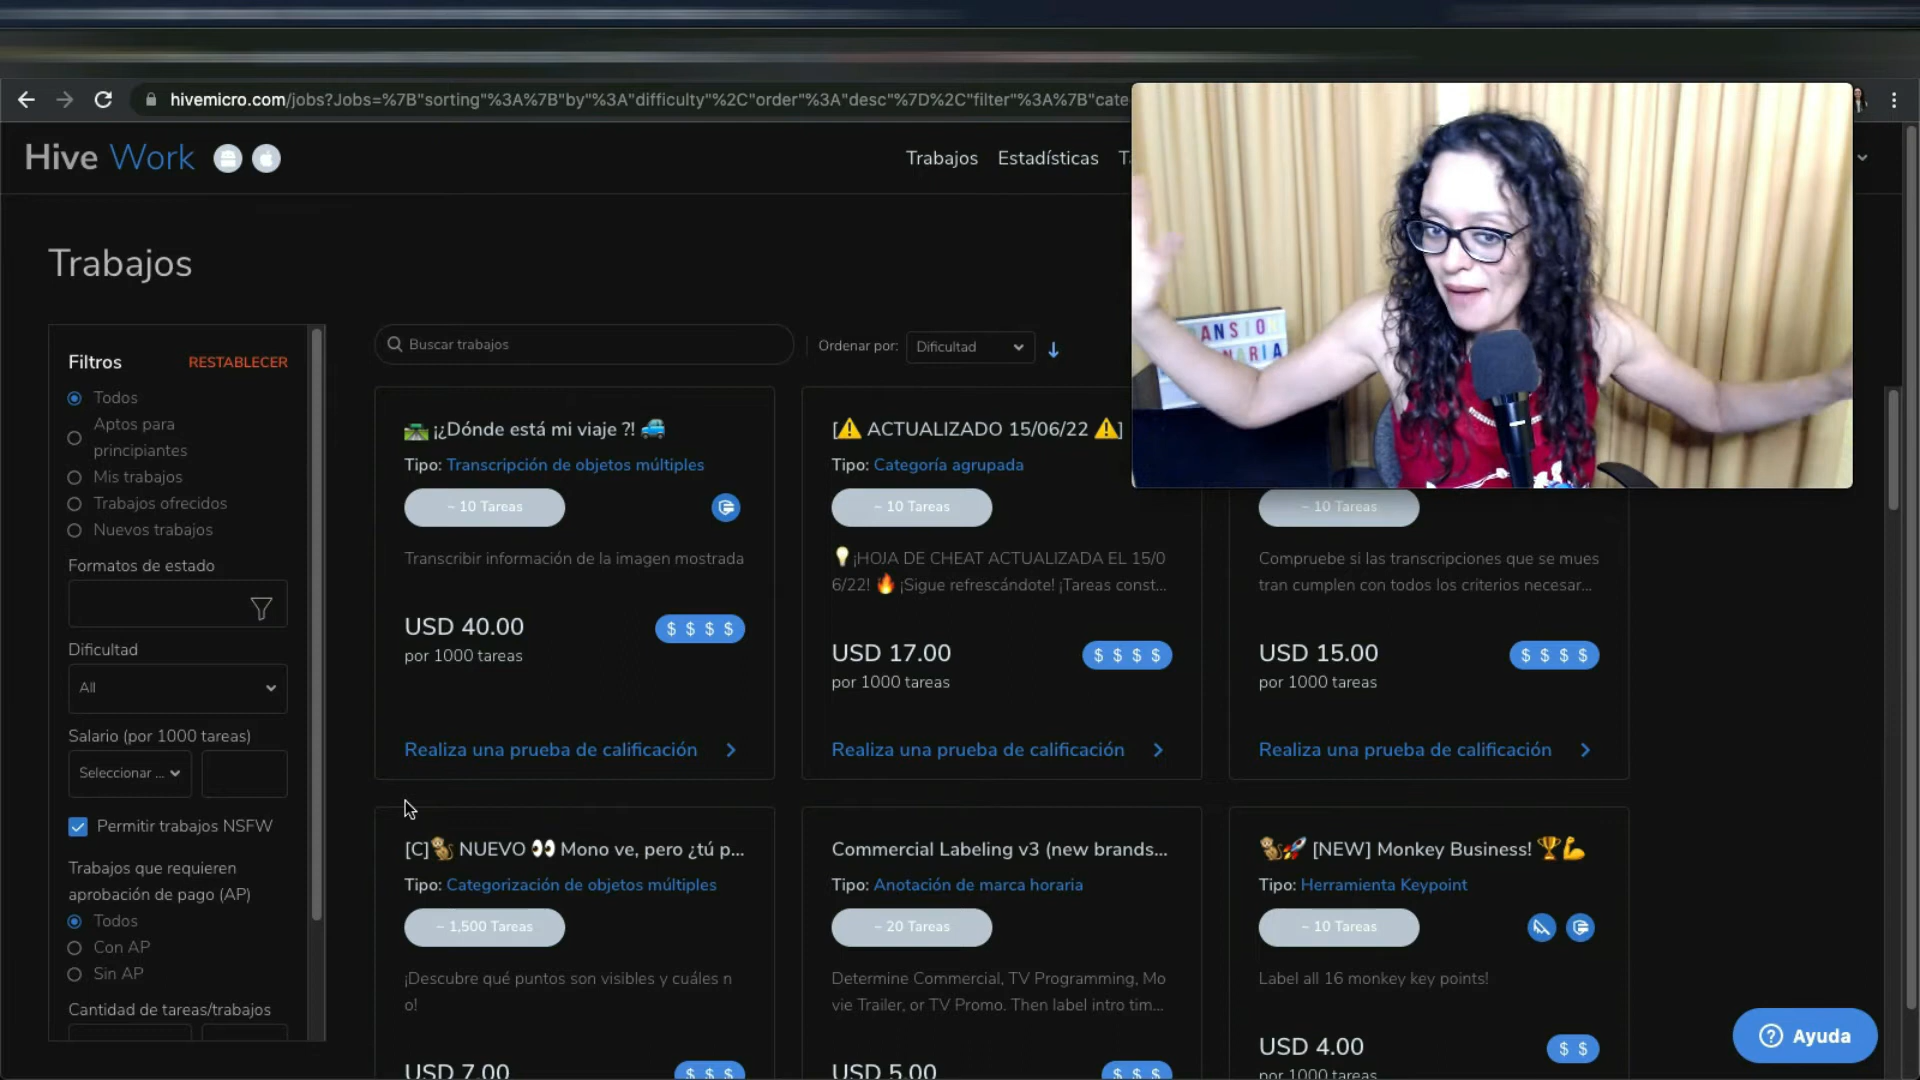 hivemicro.com/jobs?Jobs=%7B"sorting"%3A%7B"by"%3A"difficulty"%2C"order"%3A"desc"%7D%2C"filter"%3A%7B"cate
Hive Work
Trabajos Estadísticas
Trabajos
Filtros RESTABLECER
Todos
Aptos para
principiantes
Mis trabajos
Trabajos ofrecidos
Nuevos trabajos
Formatos de estado
Dificultad
All
Salario (por 1000 tareas)
Seleccionar ...
Permitir trabajos NSFW
Trabajos que requieren
aprobación de pago (AP)
Todos
Con AP
Sin AP
Cantidad de tareas/trabajos
Buscar trabajos
Ordenar por: Dificultad
🛣️ ¡¿Dónde está mi viaje ?! 🚙
Tipo: Transcripción de objetos múltiples
~ 10 Tareas
Transcribir información de la imagen mostrada
USD 40.00
$ $ $ $
por 1000 tareas
Realiza una prueba de calificación
[⚠️ ACTUALIZADO 15/06/22 ⚠️]
Tipo: Categoría agrupada
~ 10 Tareas
💡¡HOJA DE CHEAT ACTUALIZADA EL 15/0
6/22! 🔥 ¡Sigue refrescándote! ¡Tareas const...
USD 17.00
$ $ $ $
por 1000 tareas
Realiza una prueba de calificación
~ 10 Tareas
Compruebe si las transcripciones que se mues
tran cumplen con todos los criterios necesar...
USD 15.00
$ $ $ $
por 1000 tareas
Realiza una prueba de calificación
[C]🐒 NUEVO 👀 Mono ve, pero ¿tú p...
Tipo: Categorización de objetos múltiples
~ 1,500 Tareas
¡Descubre qué puntos son visibles y cuáles n
o!
USD 7.00
$ $ $
Commercial Labeling v3 (new brands...
Tipo: Anotación de marca horaria
~ 20 Tareas
Determine Commercial, TV Programming, Mo
vie Trailer, or TV Promo. Then label intro tim...
USD 5.00
$ $ $
🐒🚀 [NEW] Monkey Business! 🏆💪
Tipo: Herramienta Keypoint
~ 10 Tareas
Label all 16 monkey key points!
USD 4.00
$ $
por 1000 tareas
Ayuda